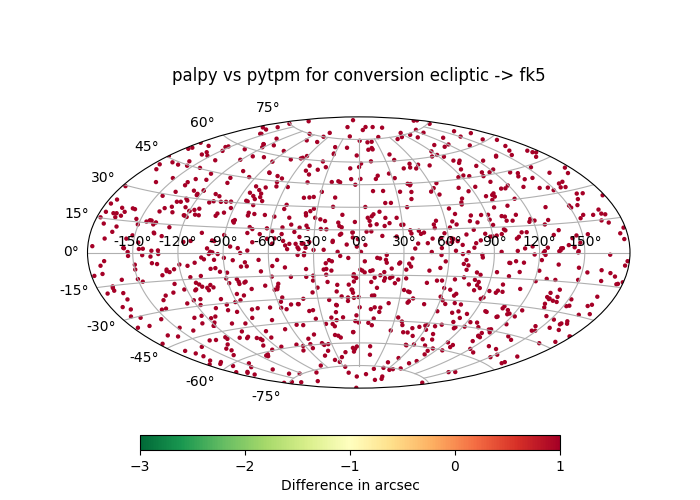 palpy vs pytpm for conversion ecliptic -> fk5
75°
60°
45°
30°
15°
0°
-150° -120° -90° -60° -30° 0° 30° 60° 90° 120° 150°
-15°
-30°
-45°
-60°
-75°
−3 −2 −1 0 1
Difference in arcsec